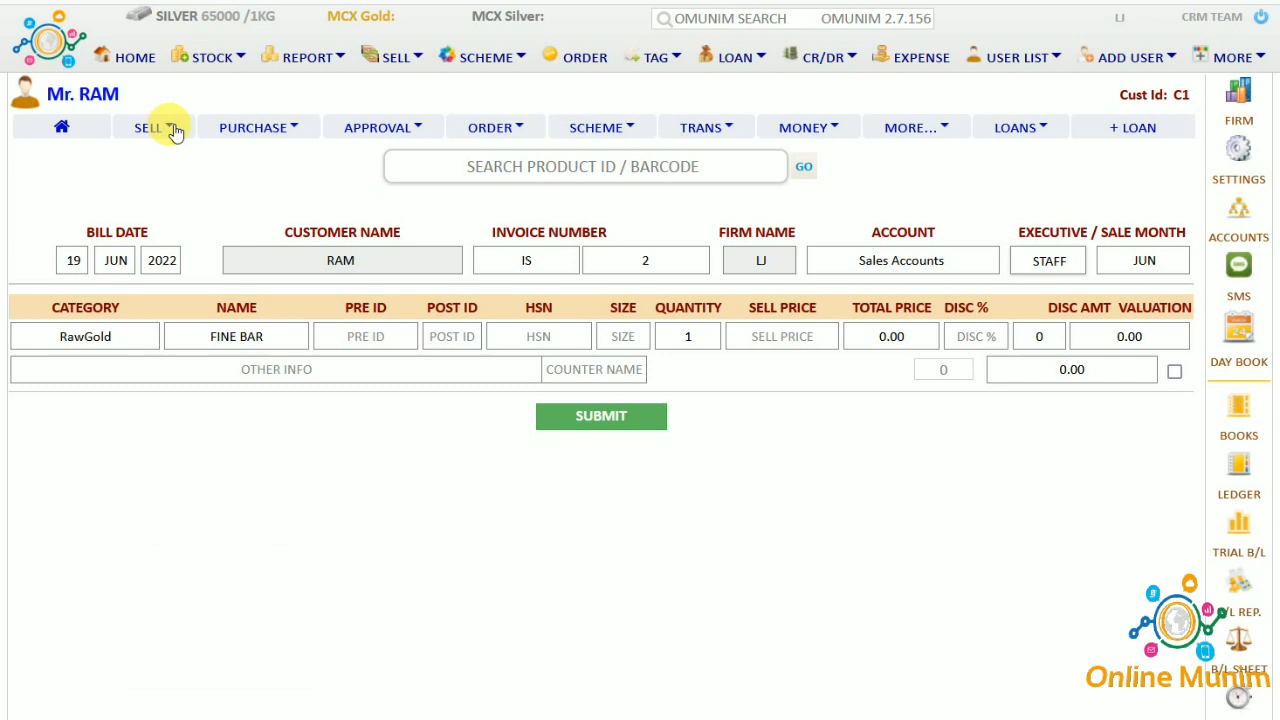 SILVER 65000 /1KG MCX Gold: MCX Silver: OMUNIM SEARCH OMUNIM 2.7.156 LJ CRM TEAM
HOME STOCK REPORT SELL SCHEME ORDER TAG LOAN CR/DR EXPENSE USER LIST ADD USER MORE
Mr. RAM Cust Id: C1
SELL PURCHASE APPROVAL ORDER SCHEME TRANS MONEY MORE... LOANS + LOAN
SEARCH PRODUCT ID / BARCODE GO
BILL DATE CUSTOMER NAME INVOICE NUMBER FIRM NAME ACCOUNT EXECUTIVE / SALE MONTH
19 JUN 2022 RAM IS 2 LJ Sales Accounts STAFF JUN
CATEGORY NAME PRE ID POST ID HSN SIZE QUANTITY SELL PRICE TOTAL PRICE DISC % DISC AMT VALUATION
RawGold FINE BAR PRE ID POST ID HSN SIZE 1 SELL PRICE 0.00 DISC % 0 0.00
OTHER INFO COUNTER NAME 0 0.00
SUBMIT
FIRM
SETTINGS
ACCOUNTS
SMS
DAY BOOK
BOOKS
LEDGER
TRIAL B/L
/L REP.
B/L SHEET
Online Munim